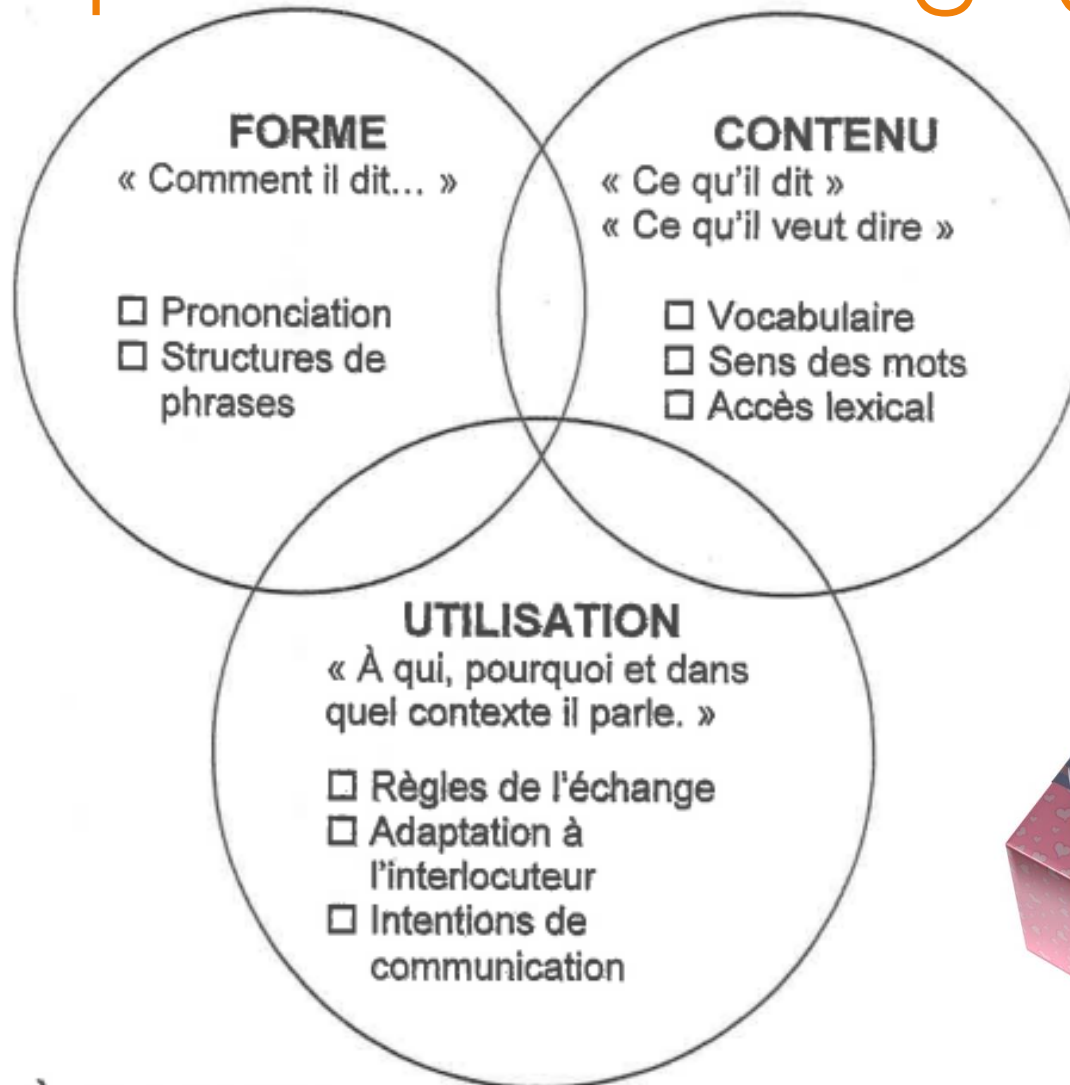 FORME
« Comment il dit... »
☐ Prononciation
☐ Structures de
phrases
CONTENU
« Ce qu'il dit »
« Ce qu'il veut dire »
☐ Vocabulaire
☐ Sens des mots
☐ Accès lexical
UTILISATION
« À qui, pourquoi et dans
quel contexte il parle. »
☐ Règles de l'échange
☐ Adaptation à
l'interlocuteur
☐ Intentions de
communication